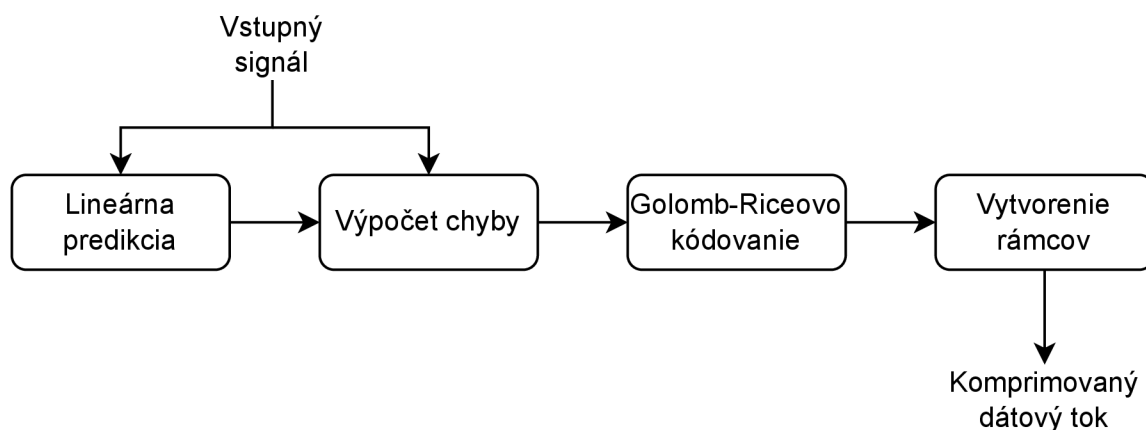 Vstupný
signál
Lineárna
predikcia
Výpočet chyby
Golomb-Riceovo
kódovanie
Vytvorenie
rámcov
Komprimovaný
dátový tok